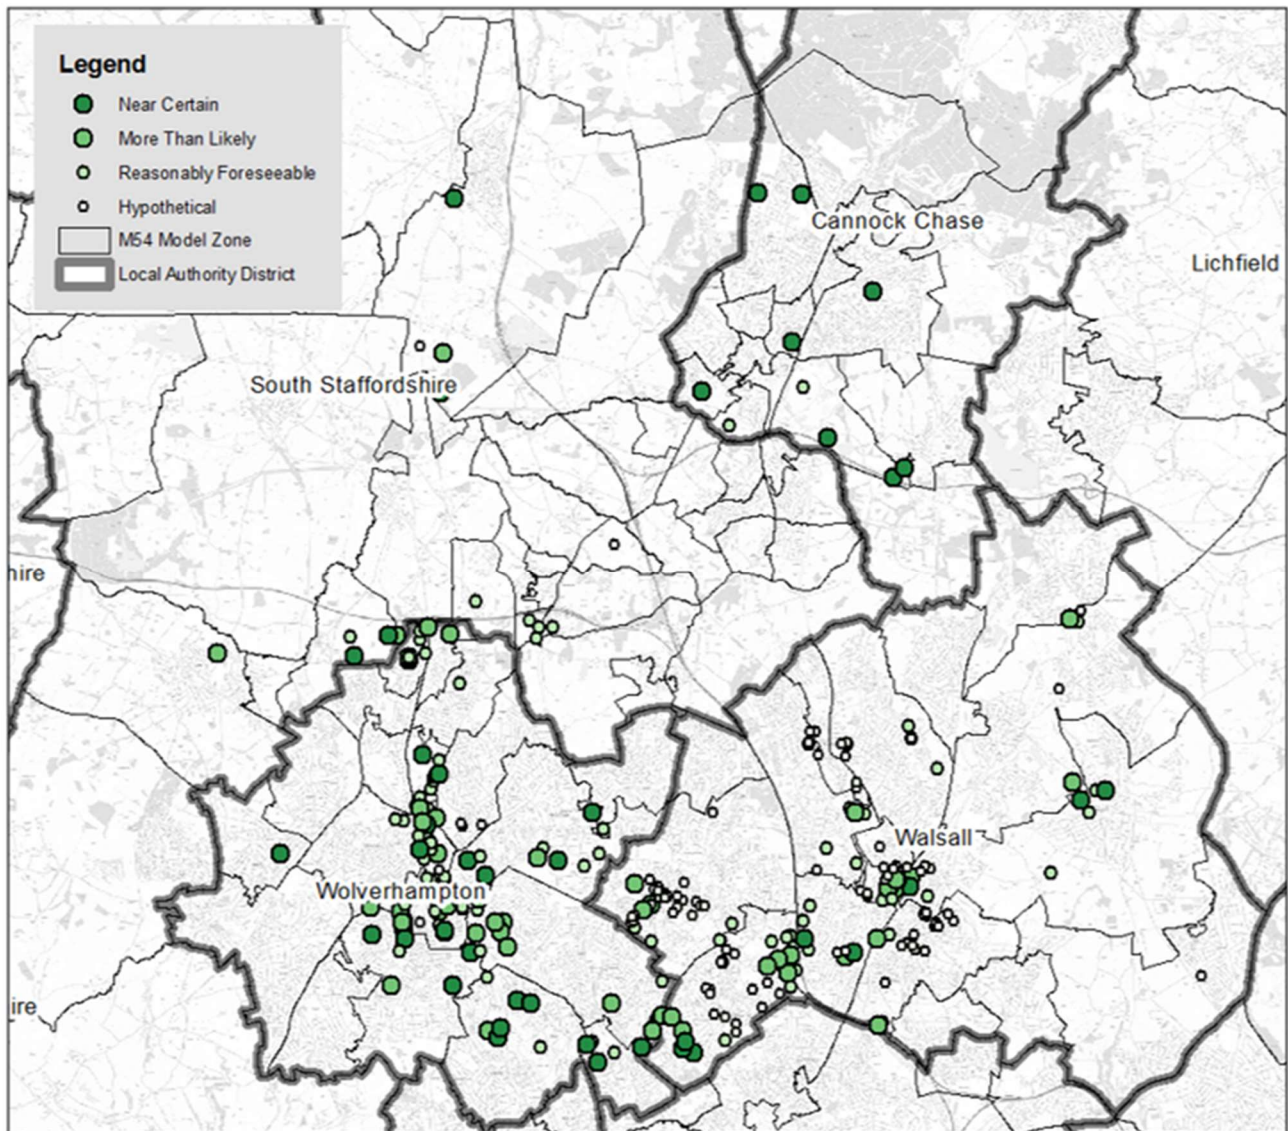 Legend
Near Certain
More Than Likely
Reasonably Foreseeable
Hypothetical
M54 Model Zone
Local Authority District
Cannock Chase
Lichfield
South Staffordshire
hire
Walsall
Wolverhampton
ire